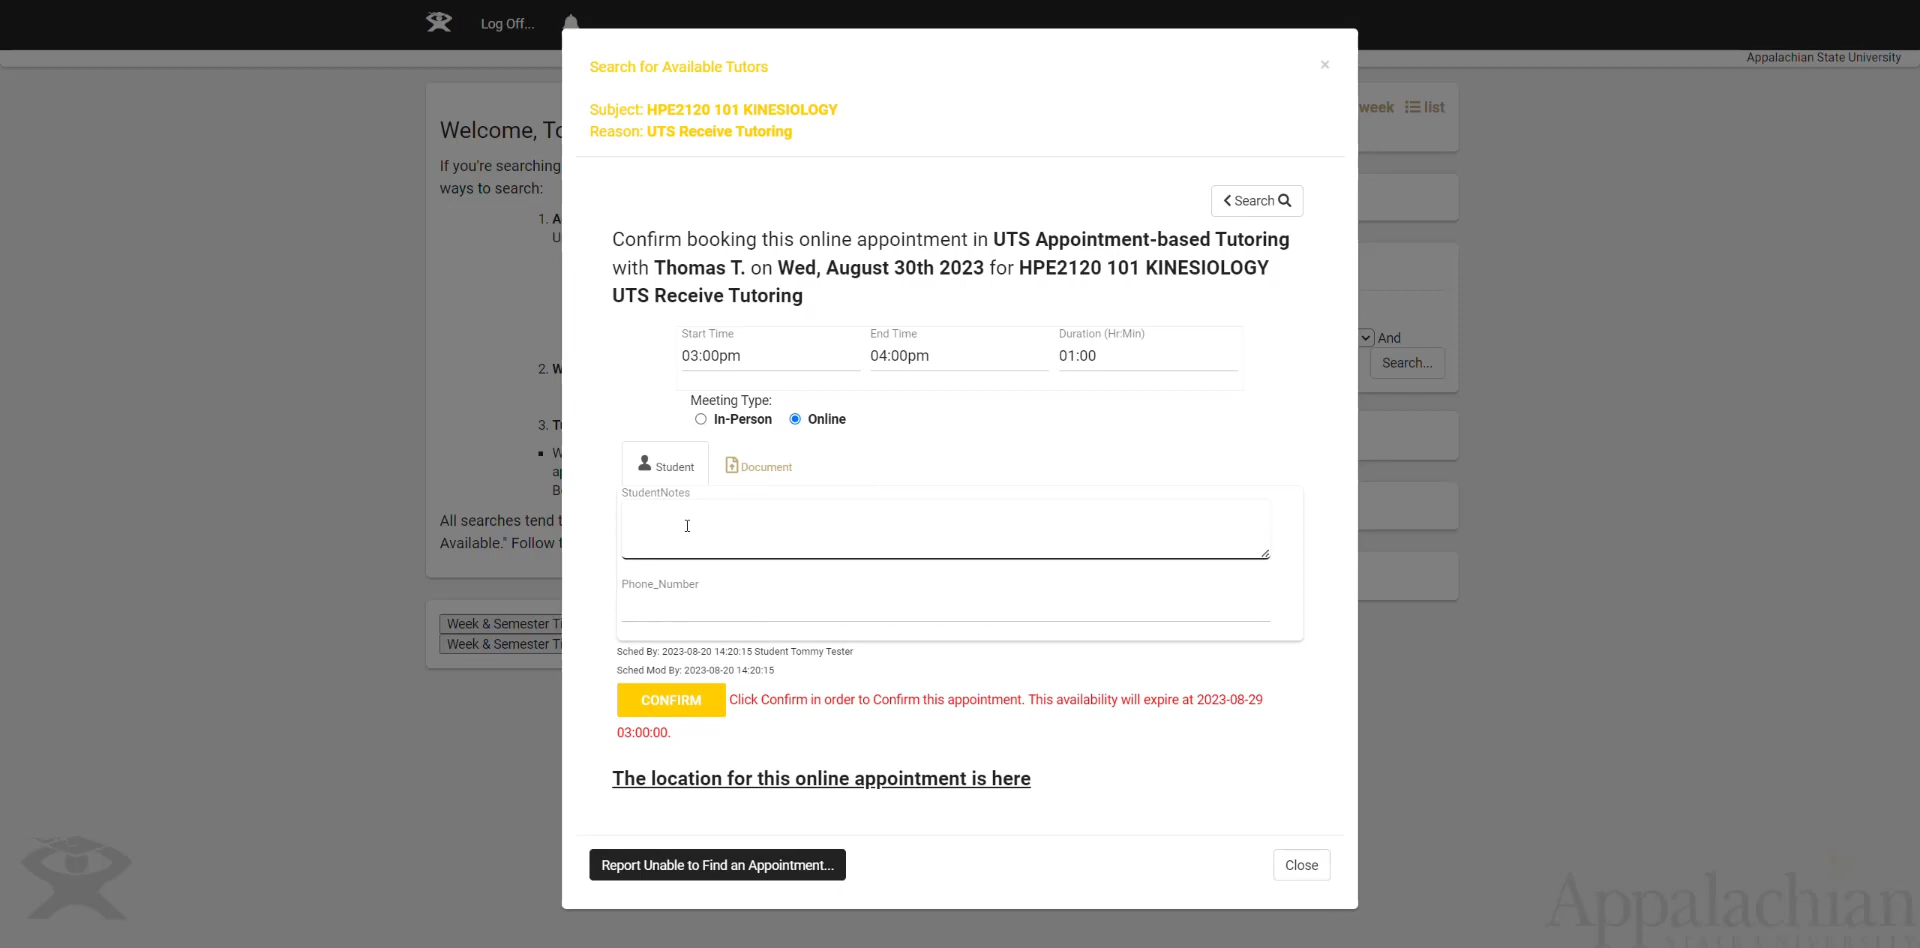 Log Off...
Appalachian State University
Search for Available Tutors
×
Subject: HPE2120 101 KINESIOLOGY
Reason: UTS Receive Tutoring
week list
Welcome,
If you're searching
ways to search:
Search
1.
Confirm booking this online appointment in UTS Appointment-based Tutoring
with Thomas T. on Wed, August 30th 2023 for HPE2120 101 KINESIOLOGY
UTS Receive Tutoring
Start Time End Time Duration (Hr:Min)
03:00pm 04:00pm 01:00
And
Search...
2.
Meeting Type:
In-Person Online
3.
Student Document
StudentNotes
All searches tend
Available." Follow
Phone_Number
Week & Semester
Week & Semester
Sched By: 2023-08-20 14:20:15 Student Tommy Tester
Sched Mod By: 2023-08-20 14:20:15
CONFIRM Click Confirm in order to Confirm this appointment. This availability will expire at 2023-08-29
03:00:00.
The location for this online appointment is here
Report Unable to Find an Appointment...
Close
Appalachian